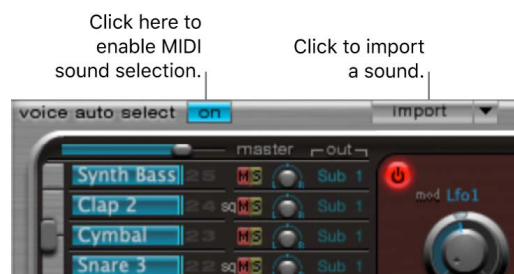 Click here to
enable MIDI
sound selection.
Click to import
a sound.
voice auto select on import
master out
Synth Bass 25 M S L R Sub 1
mod Lfo1
Clap 2 24 sq M S L R Sub 1
Cymbal 23 M S L R Sub 1
Snare 3 22 sq M S Sub 1